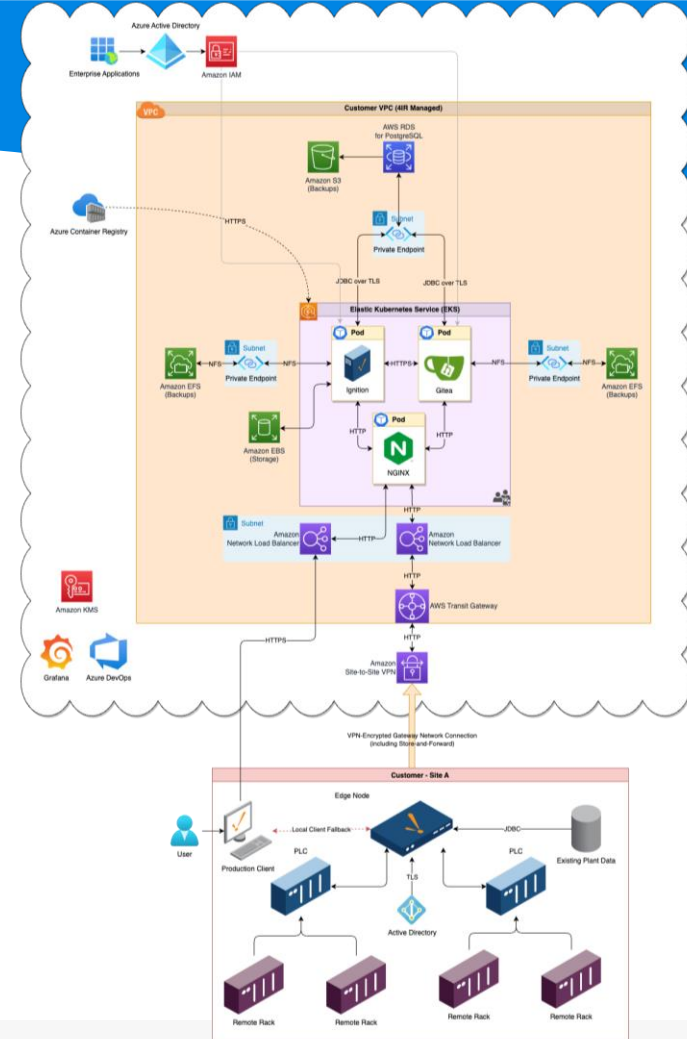 Azure Active Directory
Enterprise Applications
Amazon IAM
VPC
Customer VPC (4IR Managed)
AWS RDS
for PostgreSQL
Amazon S3
(Backups)
Azure Container Registry
HTTPS
Subnet
Private Endpoint
JDBC over TLS
JDBC over TLS
Elastic Kubernetes Service (EKS)
Pod
Pod
Subnet
Subnet
NFS
NFS
HTTPS
NFS
NFS
Amazon EFS
(Backups)
Private Endpoint
Ignition
Gitea
Private Endpoint
Amazon EFS
(Backups)
Pod
HTTP
HTTP
Amazon EBS
(Storage)
N
NGINX
HTTP
Subnet
Amazon
Network Load Balancer
HTTP
Amazon
Network Load Balancer
HTTP
Amazon KMS
AWS Transit Gateway
HTTPS
HTTP
Grafana
Azure DevOps
Amazon
Site-to-Site VPN
VPN-Encrypted Gateway Network Connection
(including Store-and-Forward)
Customer - Site A
Edge Node
Local Client Fallback
JDBC
User
Production Client
Existing Plant Data
PLC
PLC
TLS
Active Directory
Remote Rack
Remote Rack
Remote Rack
Remote Rack